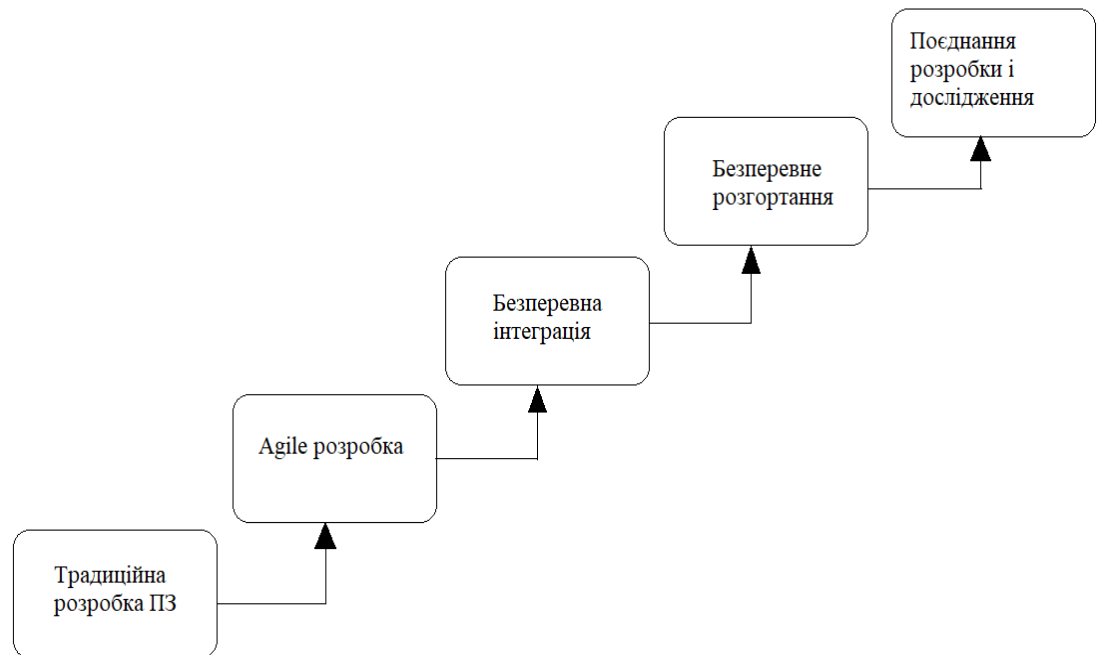 Поєднання
розробки і
дослідження
Безперевне
розгортання
Безперевна
інтеграція
Agile розробка
Традиційна
розробка ПЗ